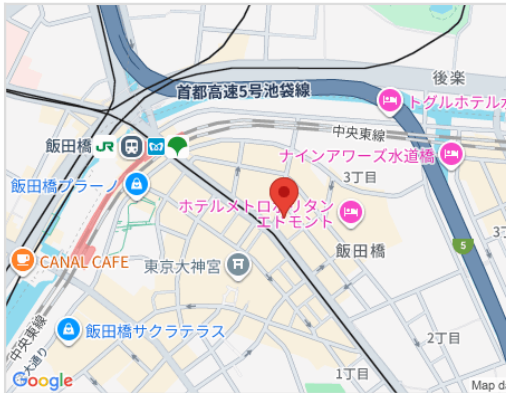 首都高速5号池袋線
後楽
トグルホテル水
中央東線
飯田橋
JR
ナインアワーズ水道橋
3丁目
飯田橋プラーノ
ホテルメトロポリタン
エドモント
飯田橋
5
CANAL CAFE
東京大神宮
中央東線
飯田橋サクラテラス
大通り
2丁目
1丁目
Google
Map da